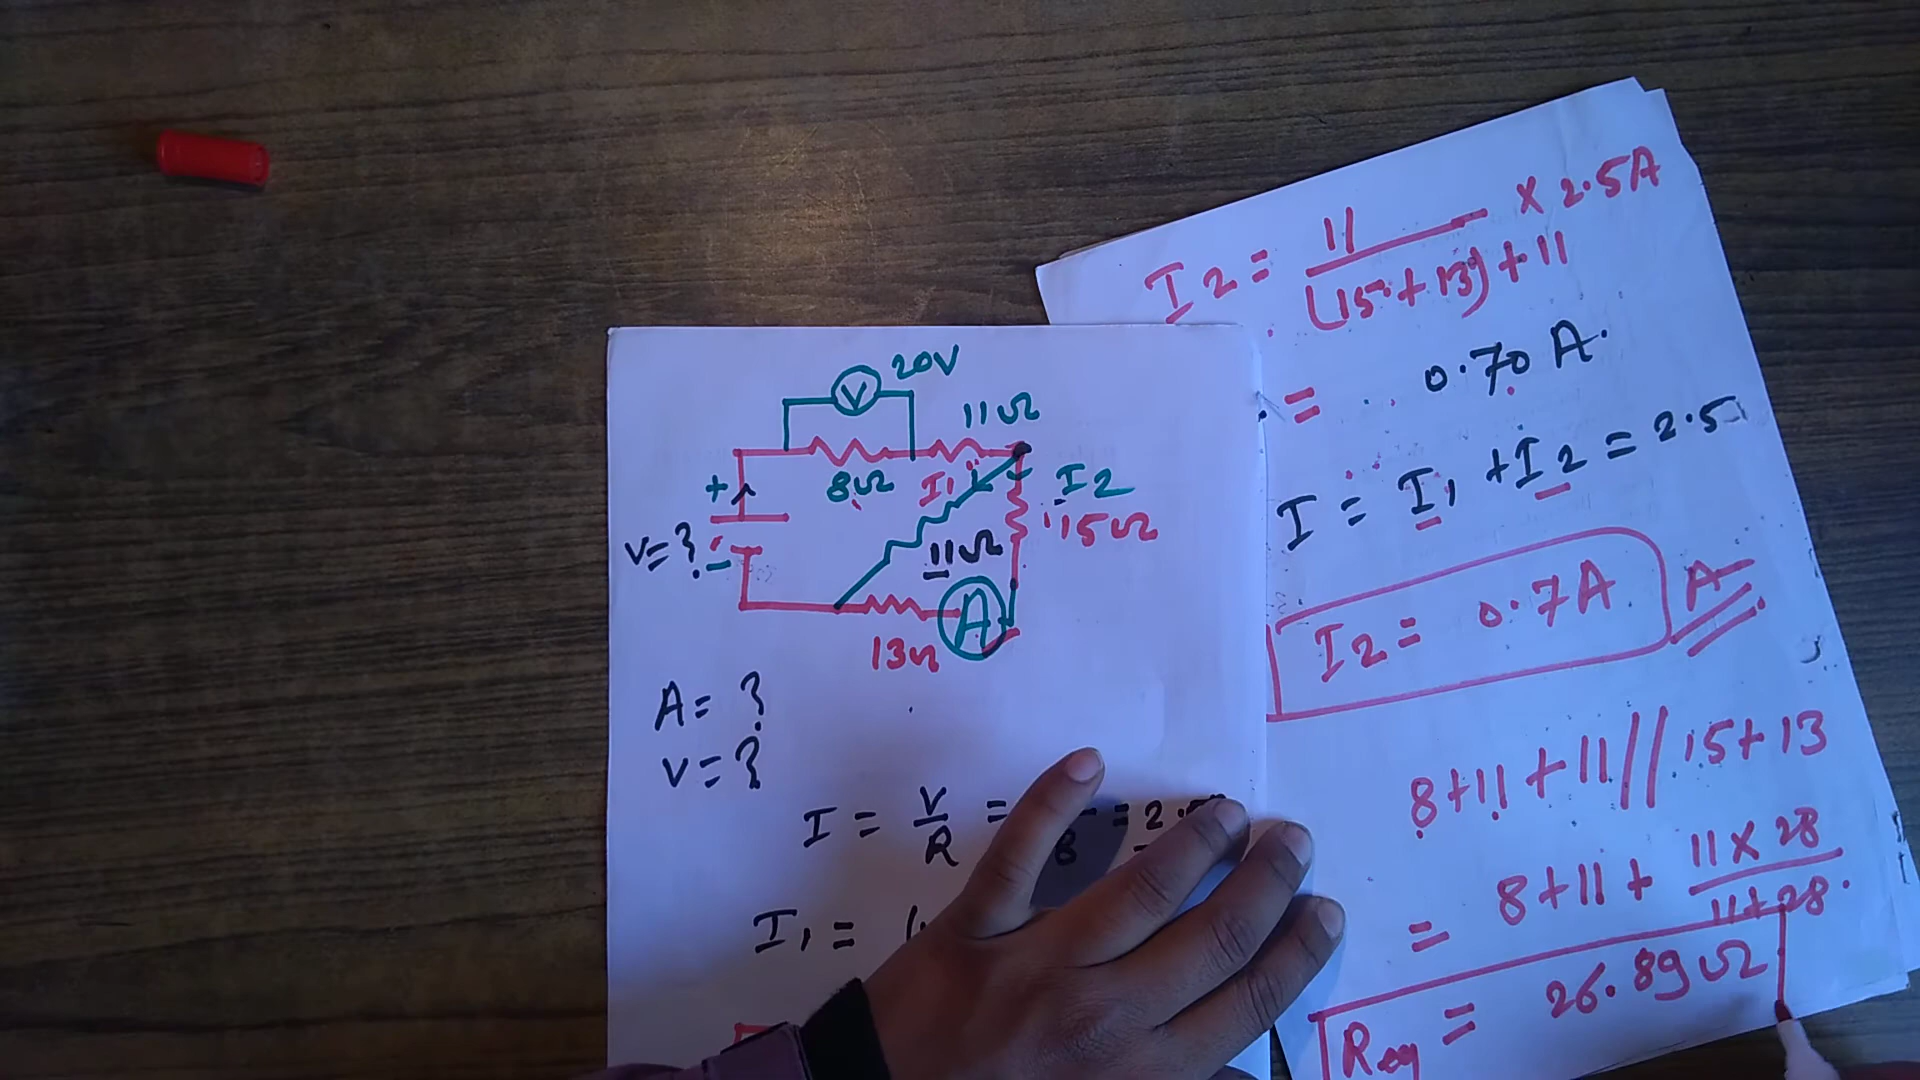 20V
V
11Ω
8Ω
I1
I2
15Ω
+
V=?
-
11Ω
A
13Ω
A= ?
V= ?
I = V/R = 8 = 2.
I1 =
I2 = 11/(15+13)+11 × 2.5A
= 0.70 A.
I = I1 + I2 = 2.5
I2 = 0.7A A
8+11+11//15+13
= 8+11+ 11×28/11+28.
Req = 26.89Ω